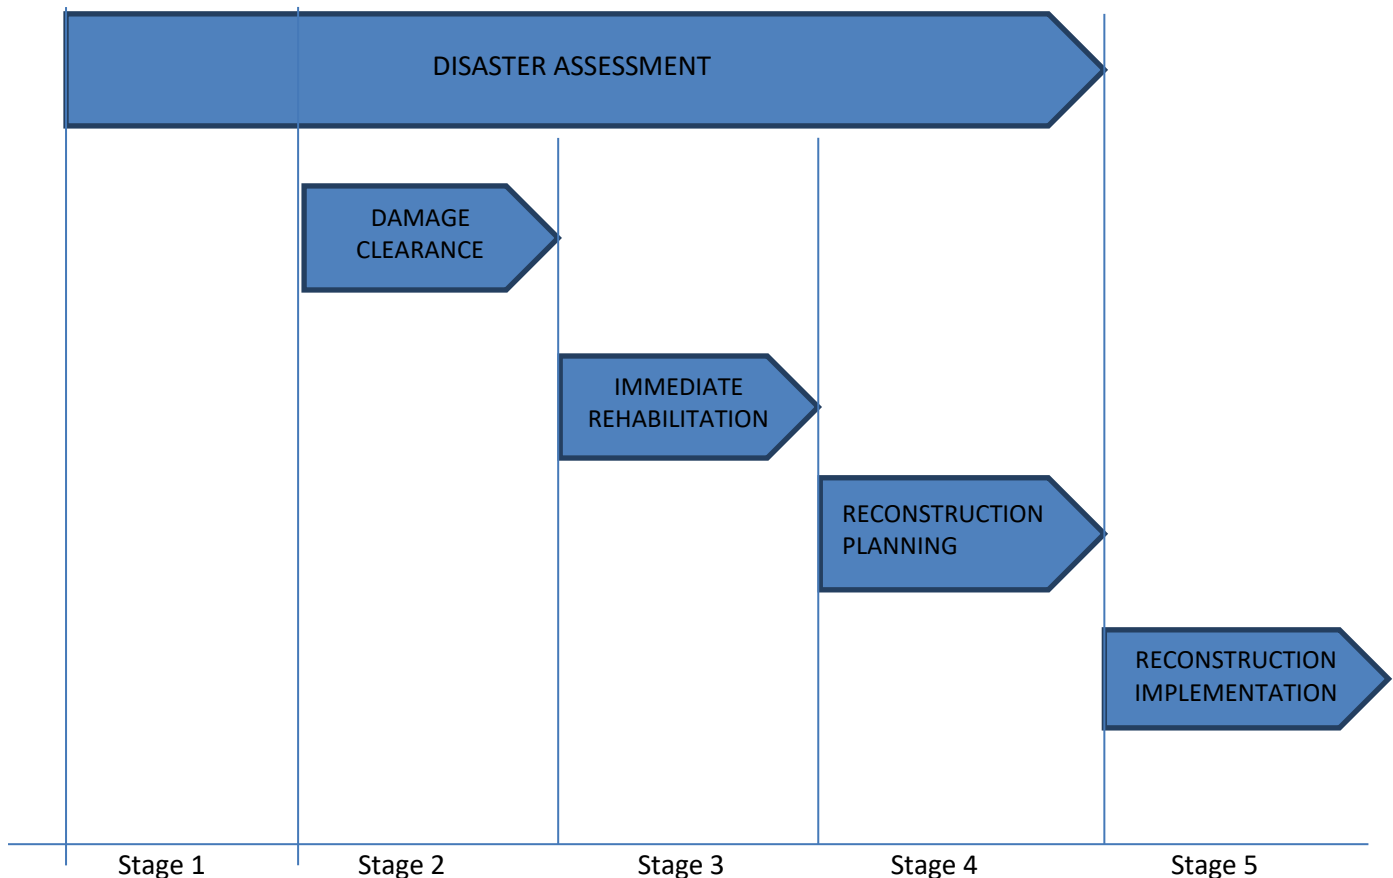 DISASTER ASSESSMENT
DAMAGE
CLEARANCE
IMMEDIATE
REHABILITATION
RECONSTRUCTION
PLANNING
RECONSTRUCTION
IMPLEMENTATION
Stage 1 Stage 2 Stage 3 Stage 4 Stage 5